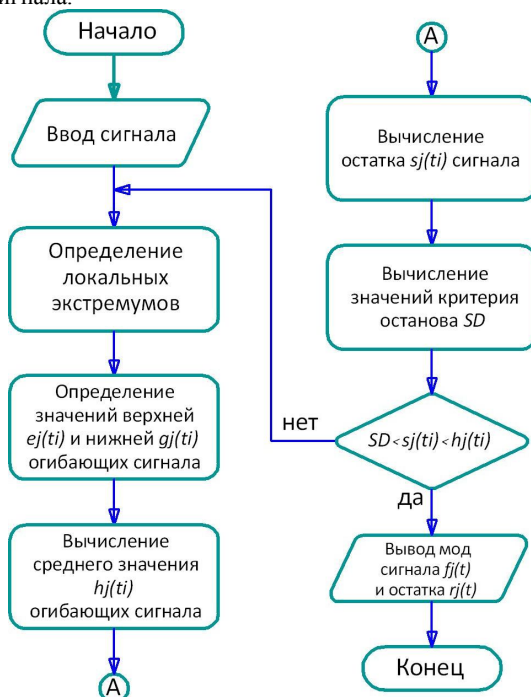 сигнала.
Начало
Ввод сигнала
Определение
локальных
экстремумов
Определение
значений верхней
ej(ti) и нижней gj(ti)
огибающих сигнала
Вычисление
среднего значения
hj(ti)
огибающих сигнала
A
A
Вычисление
остатка sj(ti) сигнала
Вычисление
значений критерия
останова SD
SD<sj(ti)<hj(ti)
нет
да
Вывод мод
сигнала fj(t)
и остатка rj(t)
Конец